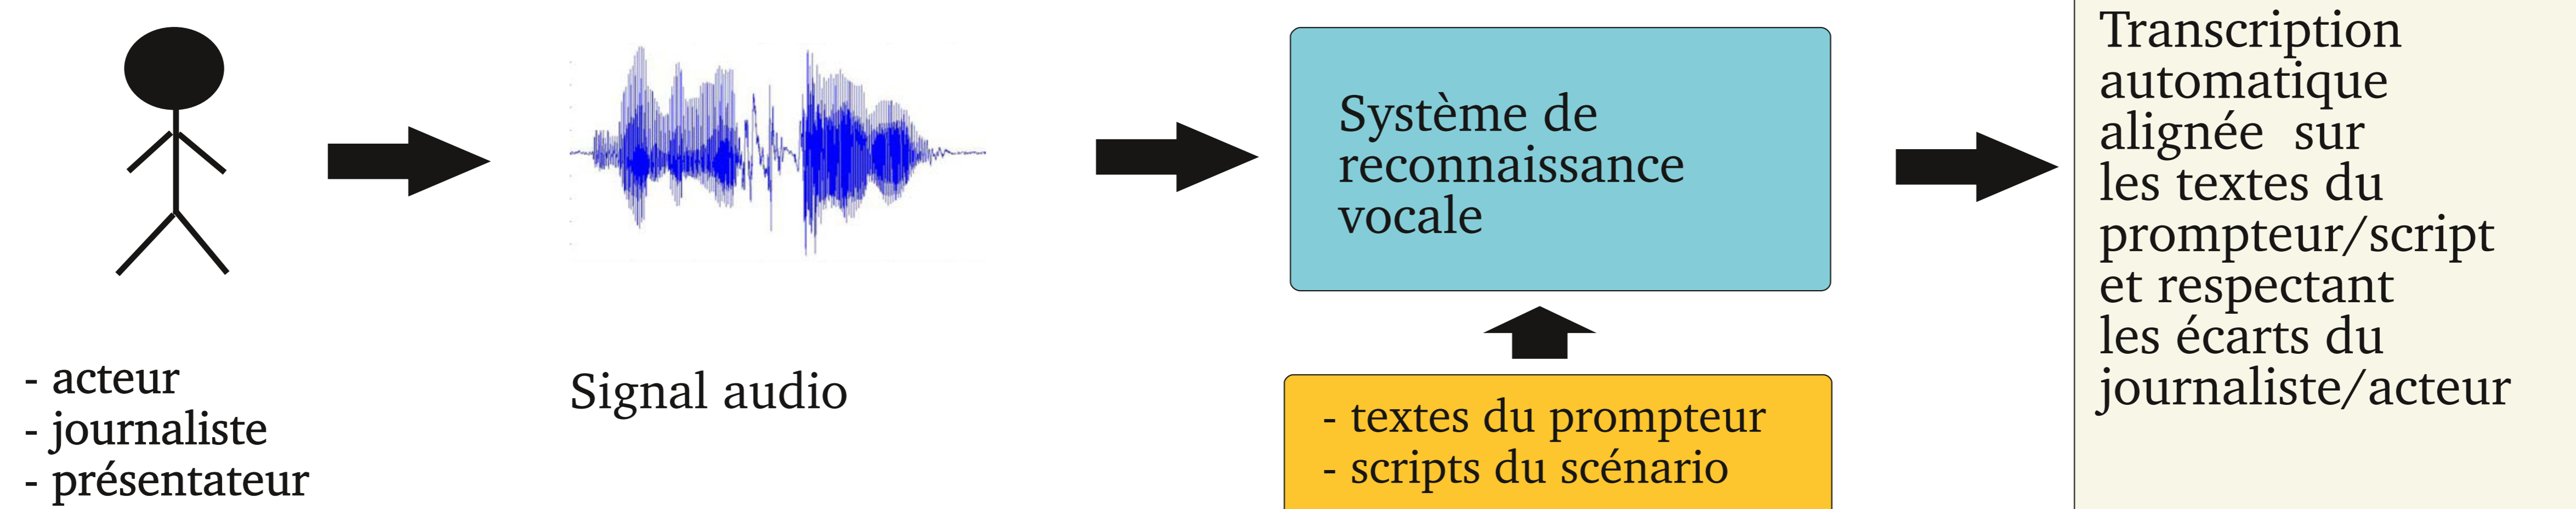 - acteur
- journaliste
- présentateur
Signal audio
Système de
reconnaissance
vocale
- textes du prompteur
- scripts du scénario
Transcription
automatique
alignée sur
les textes du
prompteur/script
et respectant
les écarts du
journaliste/acteur